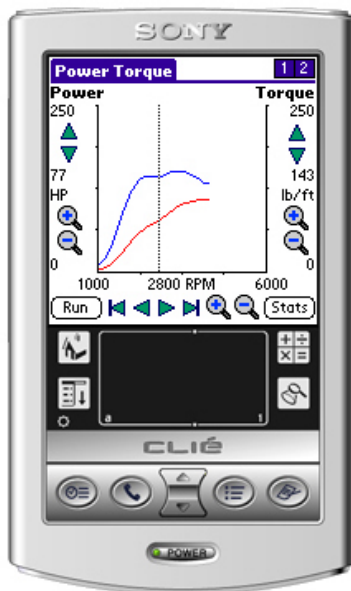 SONY
Power Torque 1 2
Power Torque
250 250
77 143
HP lb/ft
0 0
1000 2800 RPM 6000
Run Stats
a 1
CLIÉ
POWER